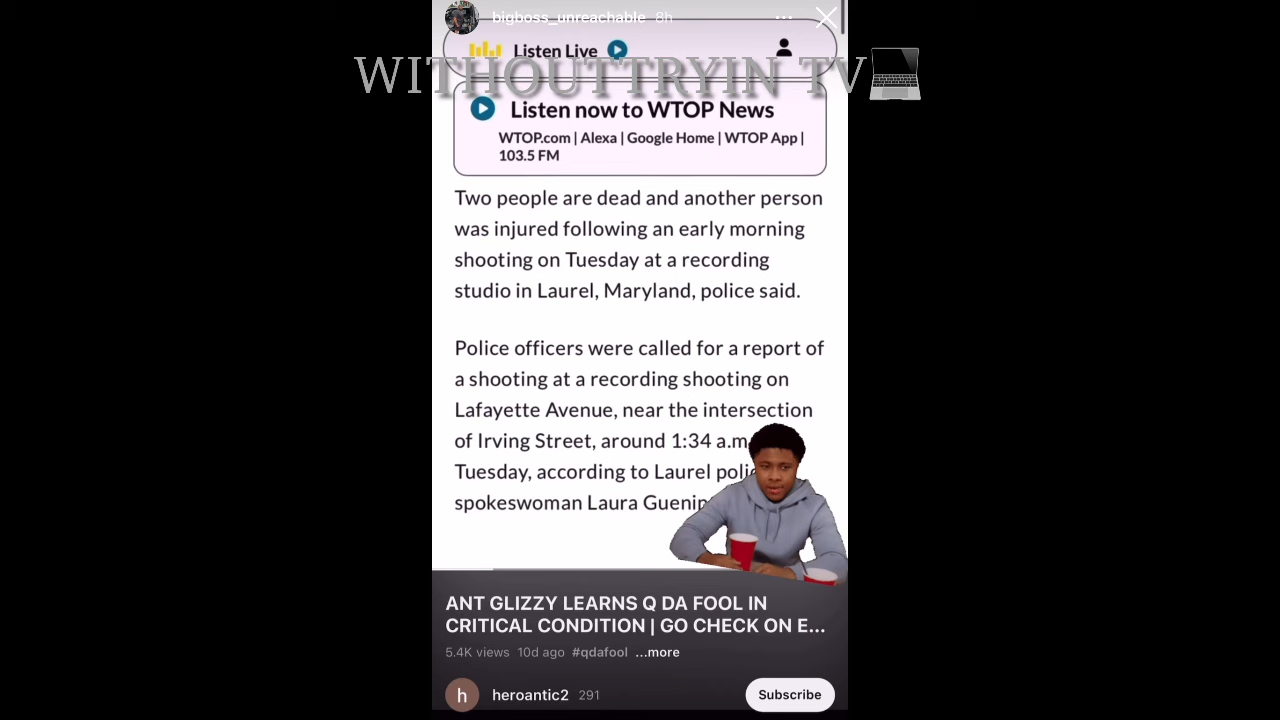 bigboss_unreachable 8h
Listen Live
WITHOUTTRYIN TV
Listen now to WTOP News
WTOP.com | Alexa | Google Home | WTOP App |
103.5 FM
Two people are dead and another person
was injured following an early morning
shooting on Tuesday at a recording
studio in Laurel, Maryland, police said.
Police officers were called for a report of
a shooting at a recording shooting on
Lafayette Avenue, near the intersection
of Irving Street, around 1:34 a.m
Tuesday, according to Laurel polic
spokeswoman Laura Guenin
ANT GLIZZY LEARNS Q DA FOOL IN
CRITICAL CONDITION | GO CHECK ON E...
5.4K views 10d ago #qdafool ...more
h heroantic2 291 Subscribe